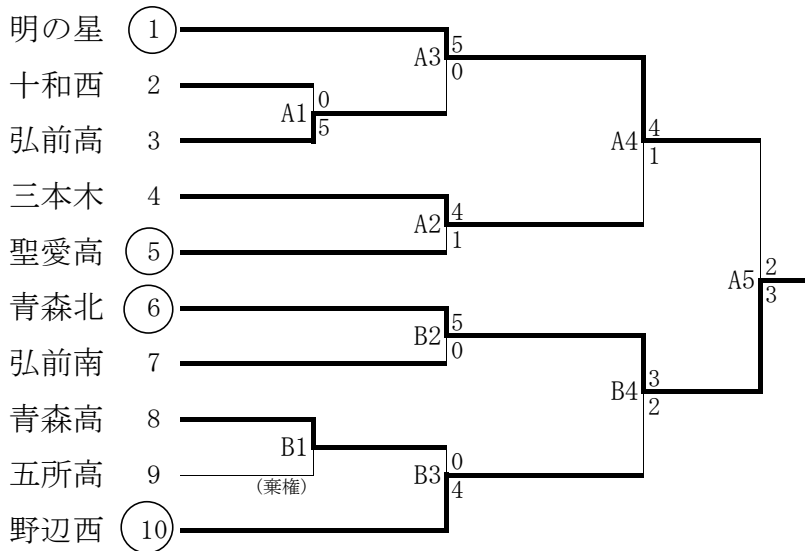 明の星 1
5
A3
0
十和西 2
0
A1
5
弘前高 3
4
A4
1
三本木 4
4
A2
1
聖愛高 5
2
A5
3
青森北 6
5
B2
0
弘前南 7
3
B4
2
青森高 8
B1
0
B3
4
五所高 9
(棄権)
野辺西 10